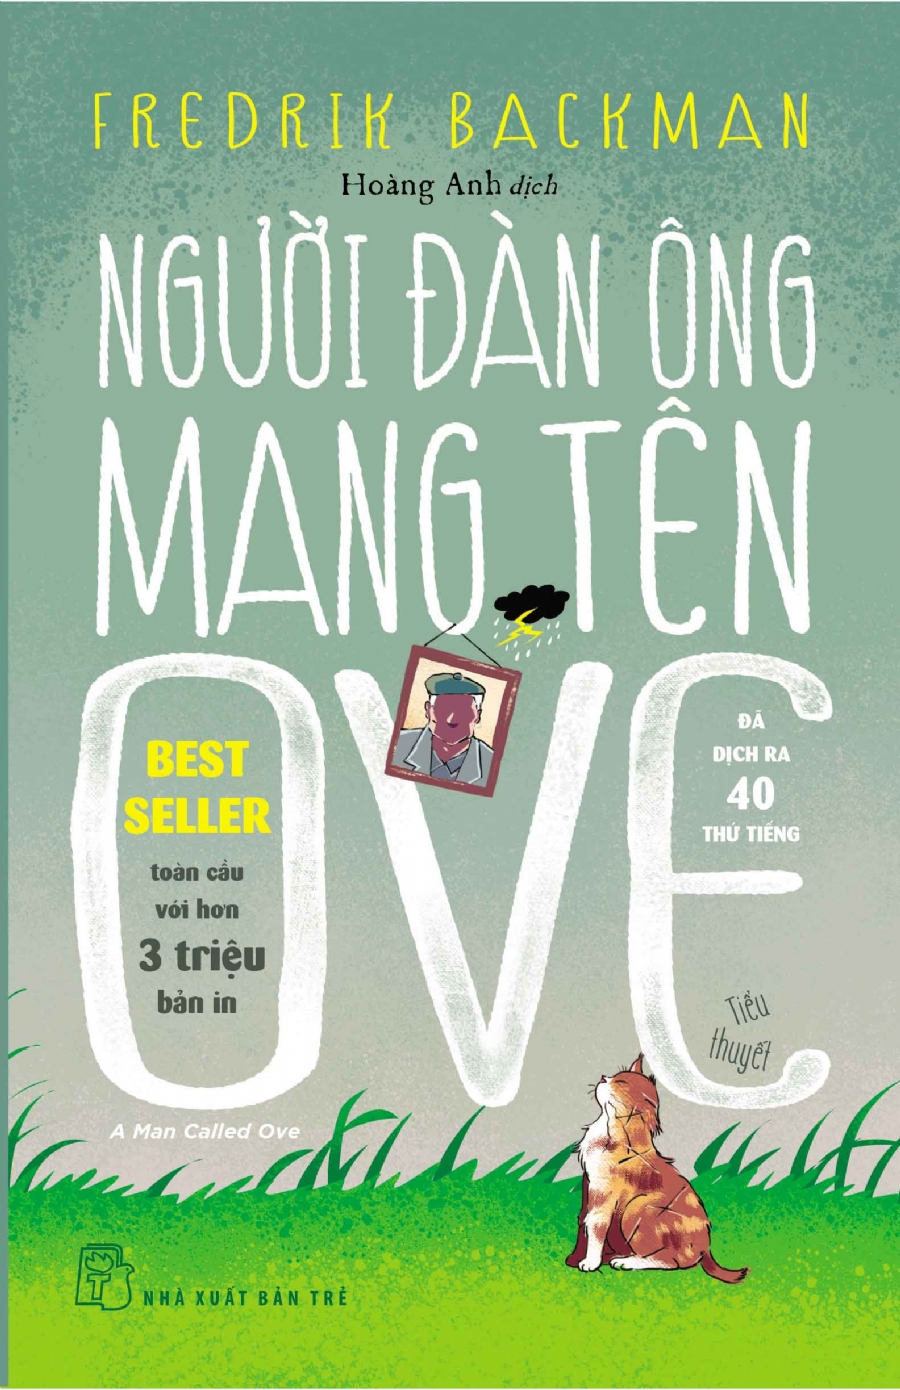 FREDRIK BACKMAN
Hoàng Anh dịch
NGƯỜI ĐÀN ÔNG
MANG TÊN
OVE
BEST
SELLER
toàn cầu
với hơn
3 triệu
bản in
ĐÃ
DỊCH RA
40
THỨ TIẾNG
Tiểu
thuyết
A Man Called Ove
T
NHÀ XUẤT BẢN TRẺ